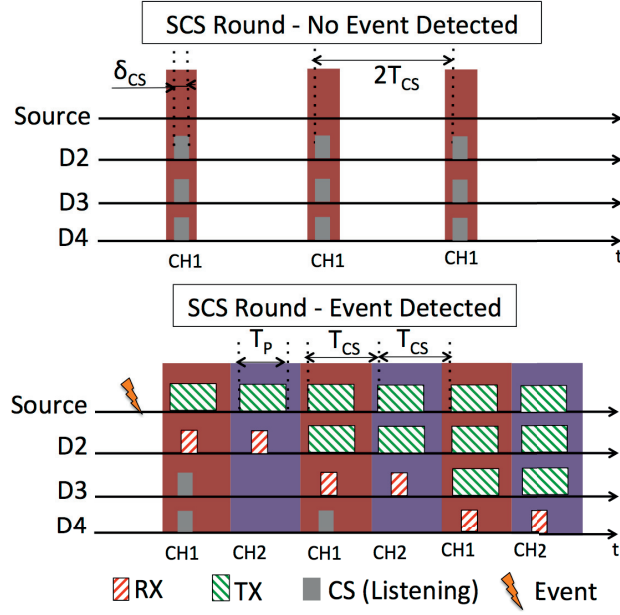 SCS Round - No Event Detected
δCS
2TCS
Source
D2
D3
D4
CH1 CH1 CH1 t
SCS Round - Event Detected
TP TCS TCS
Source
D2
D3
D4
CH1 CH2 CH1 CH2 CH1 CH2 t
RX TX CS (Listening) Event